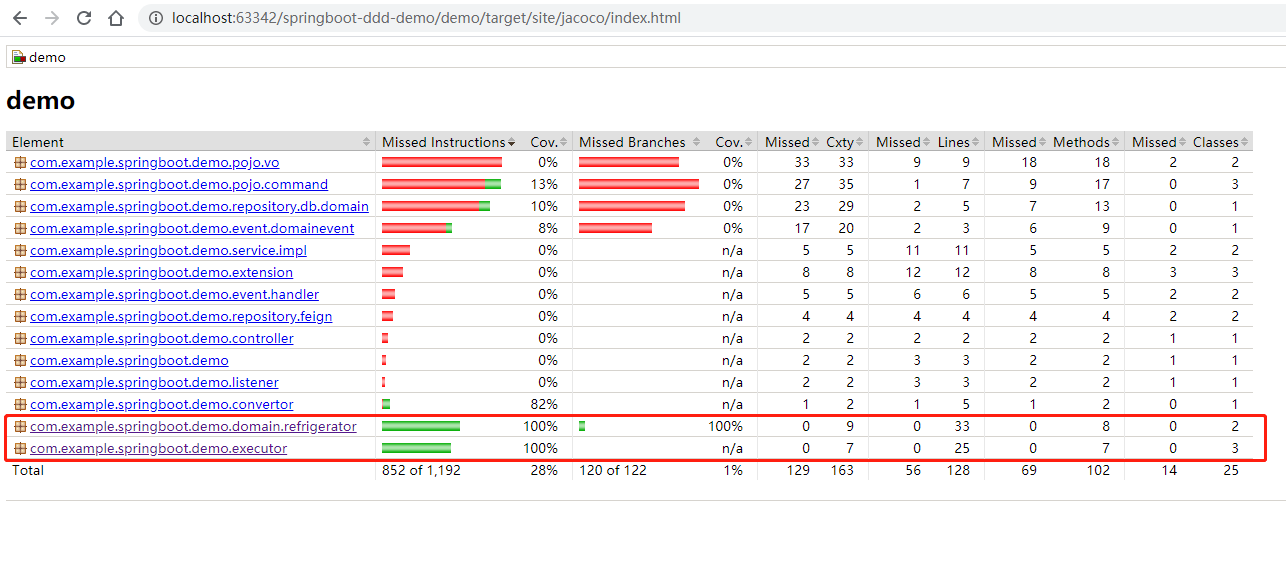 localhost:63342/springboot-ddd-demo/demo/target/site/jacoco/index.html
demo
demo
Element Missed Instructions Cov. Missed Branches Cov. Missed Cxty Missed Lines Missed Methods Missed Classes
com.example.springboot.demo.pojo.vo 0% 0% 33 33 9 9 18 18 2 2
com.example.springboot.demo.pojo.command 13% 0% 27 35 1 7 9 17 0 3
com.example.springboot.demo.repository.db.domain 10% 0% 23 29 2 5 7 13 0 1
com.example.springboot.demo.event.domainevent 8% 0% 17 20 2 3 6 9 0 1
com.example.springboot.demo.service.impl 0% n/a 5 5 11 11 5 5 2 2
com.example.springboot.demo.extension 0% n/a 8 8 12 12 8 8 3 3
com.example.springboot.demo.event.handler 0% n/a 5 5 6 6 5 5 2 2
com.example.springboot.demo.repository.feign 0% n/a 4 4 4 4 4 4 2 2
com.example.springboot.demo.controller 0% n/a 2 2 2 2 2 2 1 1
com.example.springboot.demo 0% n/a 2 2 3 3 2 2 1 1
com.example.springboot.demo.listener 0% n/a 2 2 3 3 2 2 1 1
com.example.springboot.demo.convertor 82% n/a 1 2 1 5 1 2 0 1
com.example.springboot.demo.domain.refrigerator 100% 100% 0 9 0 33 0 8 0 2
com.example.springboot.demo.executor 100% n/a 0 7 0 25 0 7 0 3
Total 852 of 1,192 28% 120 of 122 1% 129 163 56 128 69 102 14 25